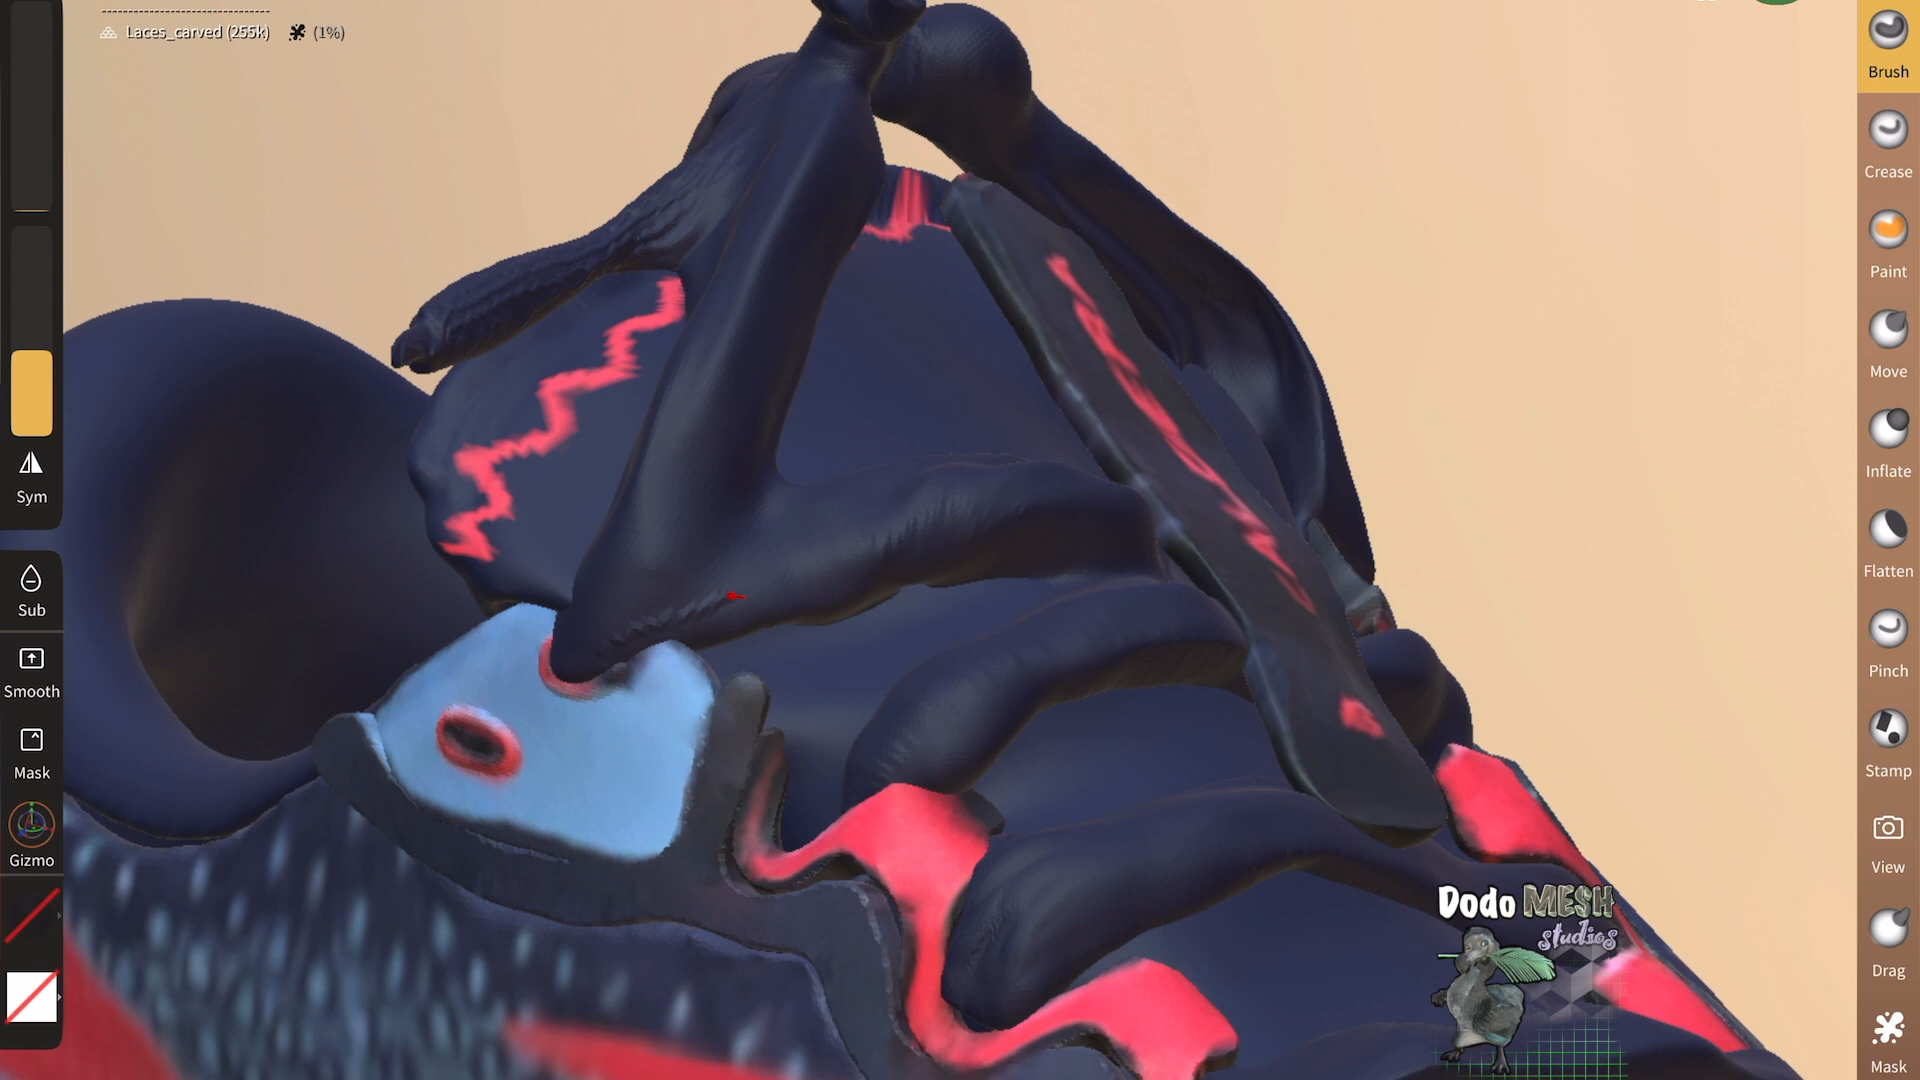 Laces_carved (255k) (1%)
Sym
Sub
Smooth
Mask
Gizmo
Brush
Crease
Paint
Move
Inflate
Flatten
Pinch
Stamp
View
Drag
Mask
Dodo MESH
studios